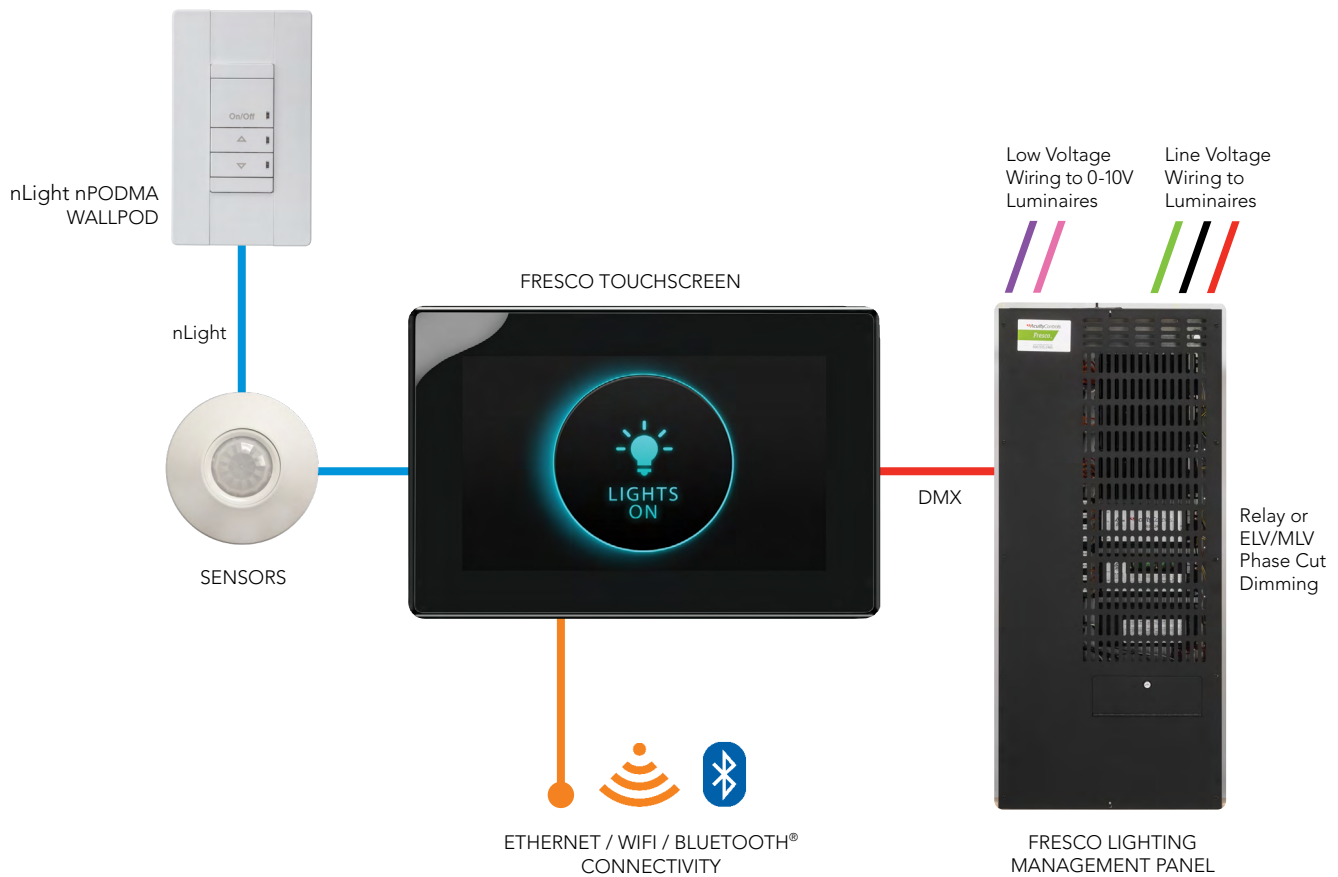 On/Off
nLight nPODMA
WALLPOD
nLight
SENSORS
FRESCO TOUCHSCREEN
LIGHTS
ON
DMX
ETHERNET / WIFI / BLUETOOTH®
CONNECTIVITY
Low Voltage
Wiring to 0-10V
Luminaires
Line Voltage
Wiring to
Luminaires
AcuityControls
Fresco
Relay or
ELV/MLV
Phase Cut
Dimming
FRESCO LIGHTING
MANAGEMENT PANEL